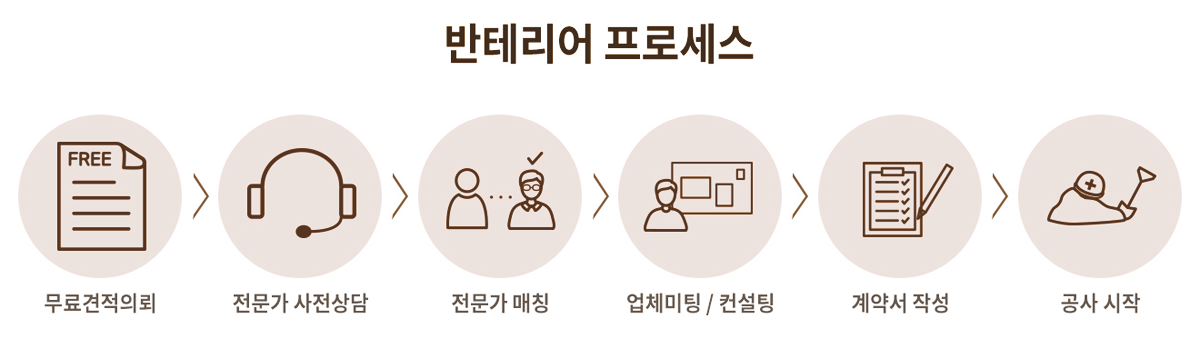 반테리어 프로세스
FREE
무료견적의뢰
전문가 사전상담
전문가 매칭
업체미팅 / 컨설팅
계약서 작성
공사 시작